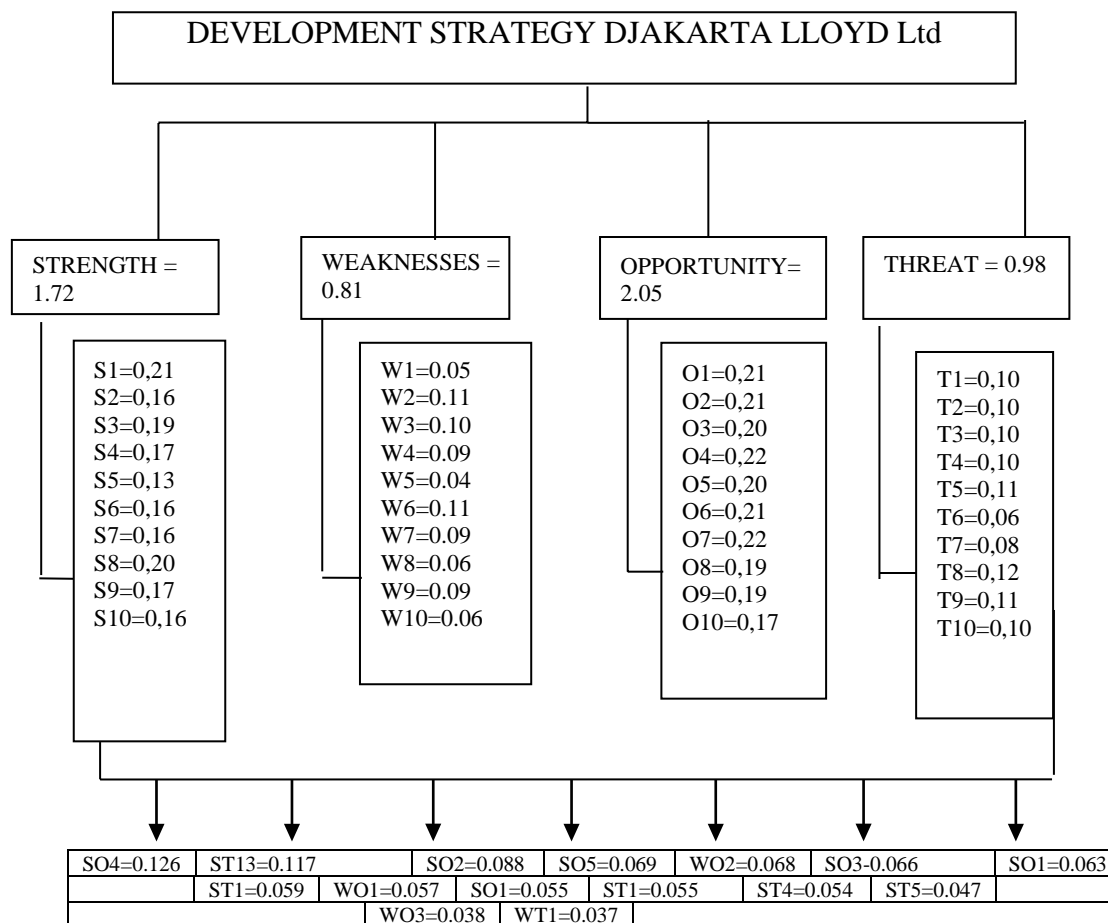 DEVELOPMENT STRATEGY DJAKARTA LLOYD Ltd
STRENGTH =
1.72
WEAKNESSES =
0.81
OPPORTUNITY=
2.05
THREAT = 0.98
S1=0,21
S2=0,16
S3=0,19
S4=0,17
S5=0,13
S6=0,16
S7=0,16
S8=0,20
S9=0,17
S10=0,16
W1=0.05
W2=0.11
W3=0.10
W4=0.09
W5=0.04
W6=0.11
W7=0.09
W8=0.06
W9=0.09
W10=0.06
O1=0,21
O2=0,21
O3=0,20
O4=0,22
O5=0,20
O6=0,21
O7=0,22
O8=0,19
O9=0,19
O10=0,17
T1=0,10
T2=0,10
T3=0,10
T4=0,10
T5=0,11
T6=0,06
T7=0,08
T8=0,12
T9=0,11
T10=0,10
SO4=0.126 ST13=0.117 SO2=0.088 SO5=0.069 WO2=0.068 SO3-0.066 SO1=0.063
ST1=0.059 WO1=0.057 SO1=0.055 ST1=0.055 ST4=0.054 ST5=0.047
WO3=0.038 WT1=0.037